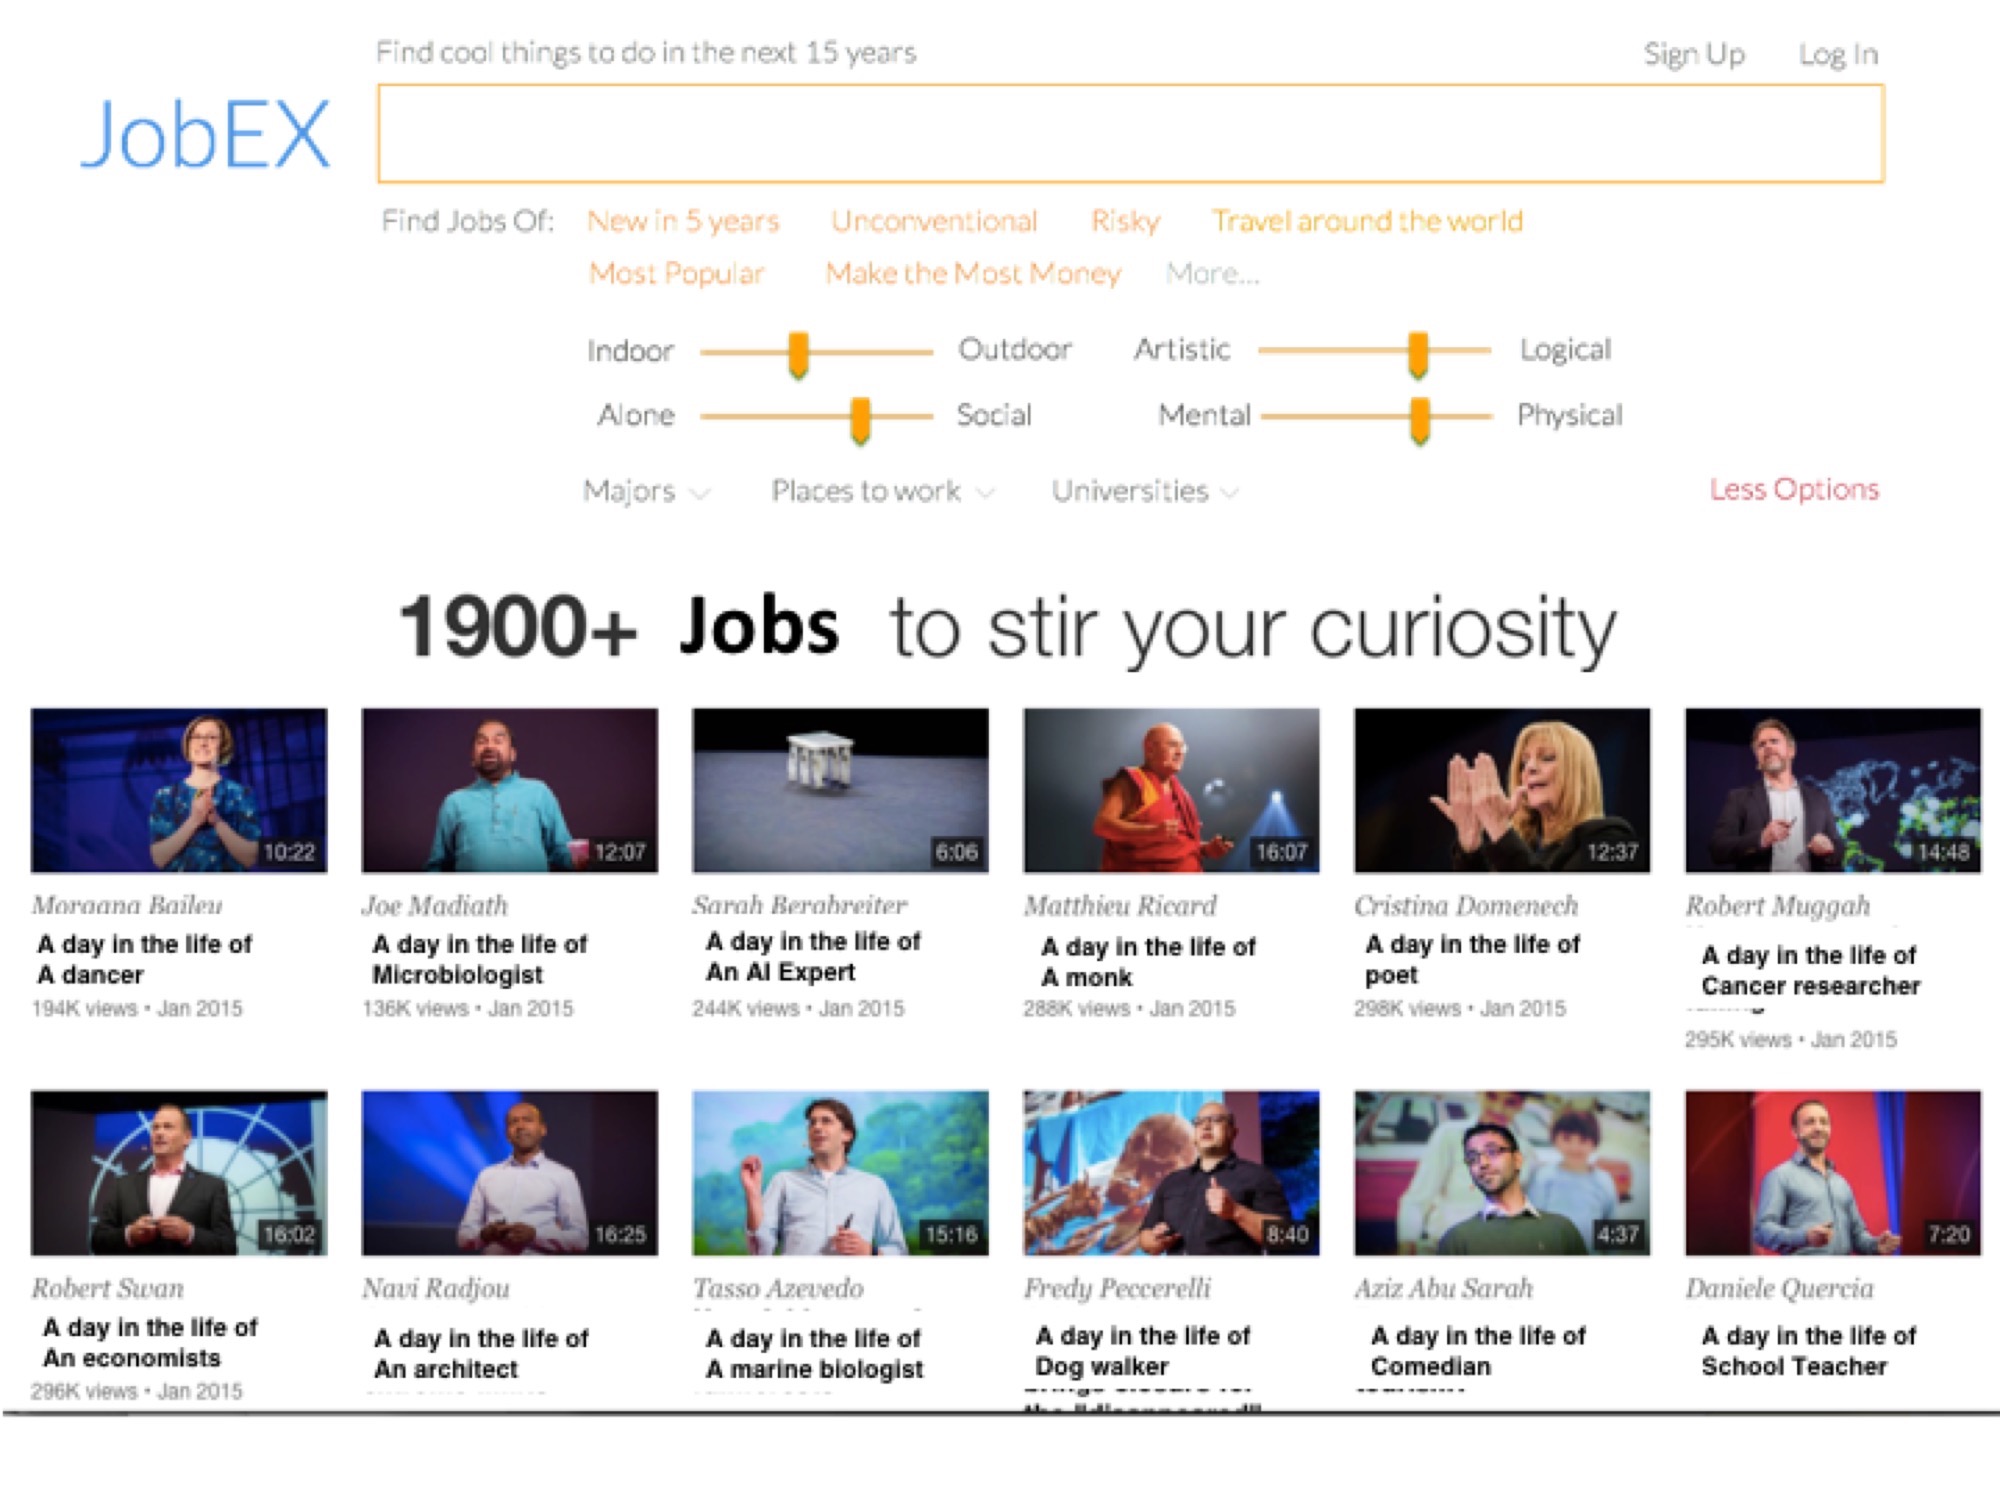 Find cool things to do in the next 15 years
Sign Up Log In
JobEX
Find Jobs Of: New in 5 years Unconventional Risky Travel around the world
Most Popular Make the Most Money More...
Indoor Outdoor Artistic Logical
Alone Social Mental Physical
Majors Places to work Universities Less Options
1900+ Jobs to stir your curiosity
10:22 12:07 6:06 16:07 12:37 14:48
Morgana Bailey Joe Madiath Sarah Bergbreiter Matthieu Ricard Cristina Domenech Robert Muggah
A day in the life of A day in the life of A day in the life of A day in the life of A day in the life of A day in the life of
A dancer Microbiologist An AI Expert A monk poet Cancer researcher
194K views • Jan 2015 136K views • Jan 2015 244K views • Jan 2015 288K views • Jan 2015 298K views • Jan 2015 295K views • Jan 2015
16:02 16:25 15:16 8:40 4:37 7:20
Robert Swan Navi Radjou Tasso Azevedo Fredy Peccerelli Aziz Abu Sarah Daniele Quercia
A day in the life of A day in the life of A day in the life of A day in the life of A day in the life of A day in the life of
An economists An architect A marine biologist Dog walker Comedian School Teacher
296K views • Jan 2015